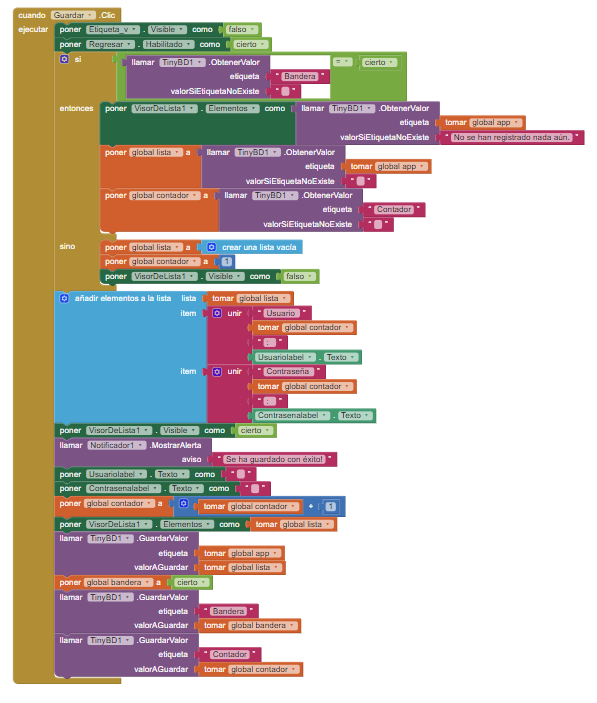 cuando Guardar .Clic
ejecutar poner Etiqueta_v . Visible como falso
poner Regresar . Habilitado como cierto
si llamar TinyBD1 .ObtenerValor = cierto
etiqueta " Bandera "
valorSiEtiquetaNoExiste " "
entonces poner VisorDeLista1 . Elementos como llamar TinyBD1 .ObtenerValor
etiqueta tomar global app
valorSiEtiquetaNoExiste " No se han registrado nada aún. "
poner global lista a llamar TinyBD1 .ObtenerValor
etiqueta tomar global app
valorSiEtiquetaNoExiste " "
poner global contador a llamar TinyBD1 .ObtenerValor
etiqueta " Contador "
valorSiEtiquetaNoExiste " "
sino poner global lista a crear una lista vacía
poner global contador a 1
poner VisorDeLista1 . Visible como falso
añadir elementos a la lista lista tomar global lista
item unir " Usuario "
tomar global contador
" : "
Usuariolabel . Texto
item unir " Contraseña "
tomar global contador
" : "
Contrasenalabel . Texto
poner VisorDeLista1 . Visible como cierto
llamar Notificador1 .MostrarAlerta
aviso " Se ha guardado con éxito! "
poner Usuariolabel . Texto como " "
poner Contrasenalabel . Texto como " "
poner global contador a tomar global contador + 1
poner VisorDeLista1 . Elementos como tomar global lista
llamar TinyBD1 .GuardarValor
etiqueta tomar global app
valorAGuardar tomar global lista
poner global bandera a cierto
llamar TinyBD1 .GuardarValor
etiqueta " Bandera "
valorAGuardar tomar global bandera
llamar TinyBD1 .GuardarValor
etiqueta " Contador "
valorAGuardar tomar global contador